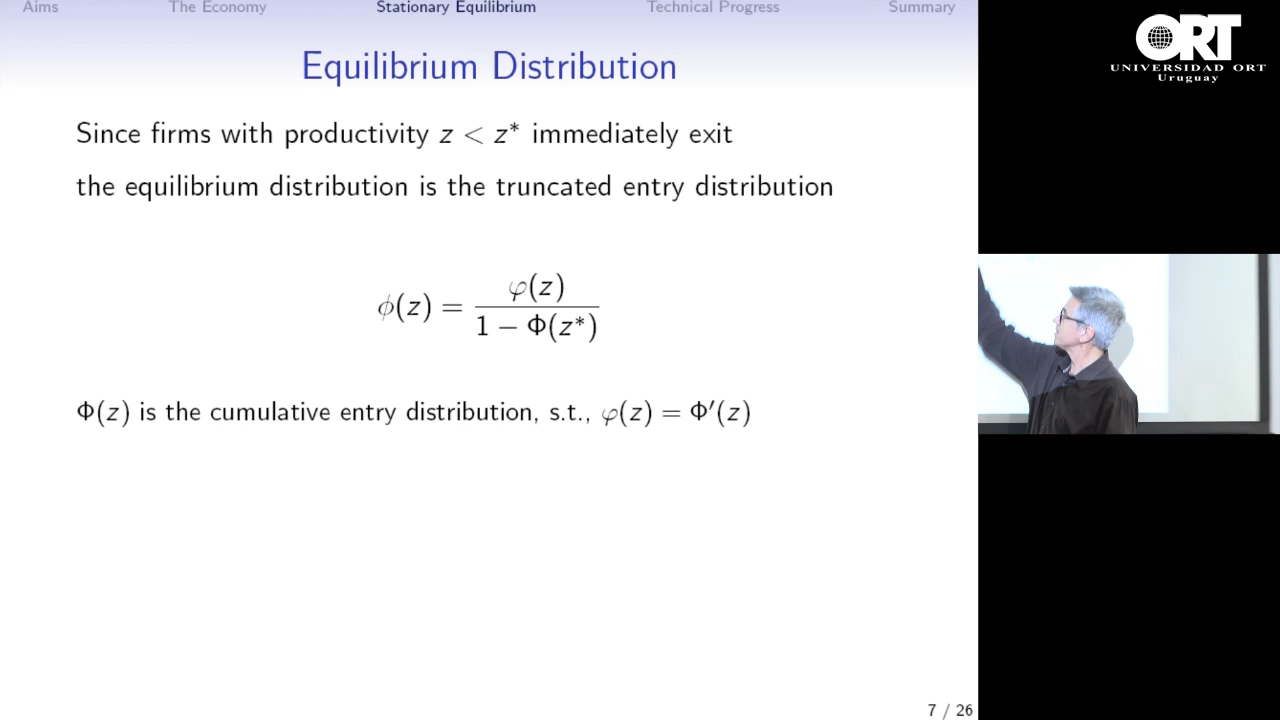 Aims The Economy Stationary Equilibrium Technical Progress Summary
Equilibrium Distribution
Since firms with productivity z < z* immediately exit
the equilibrium distribution is the truncated entry distribution
ϕ(z) = φ(z) / (1 − Φ(z*))
Φ(z) is the cumulative entry distribution, s.t., φ(z) = Φ′(z)
7 / 26
ORT
UNIVERSIDAD ORT
Uruguay